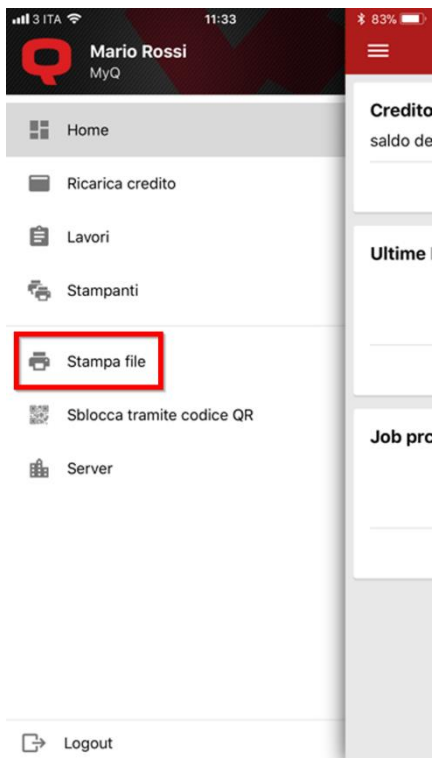 3 ITA 11:33 83%
Mario Rossi
MyQ
Home
Ricarica credito
Lavori
Stampanti
Stampa file
Sblocca tramite codice QR
Server
Logout
Credito
saldo de
Ultime
Job pro